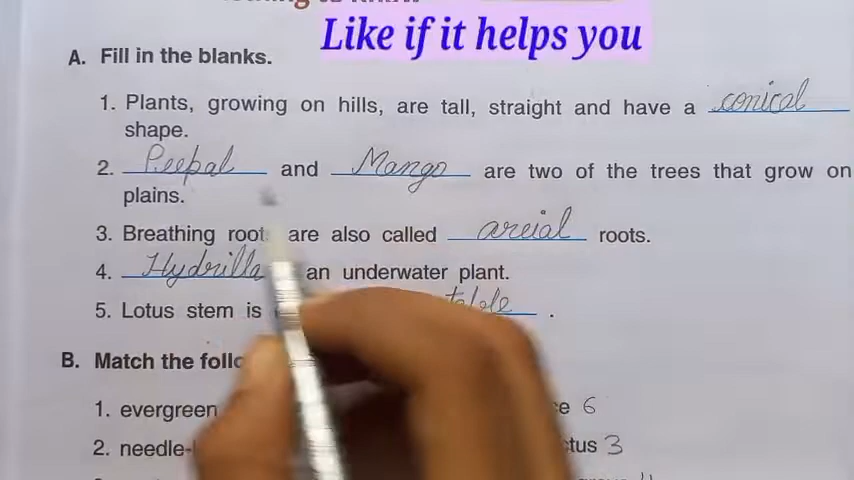 Like if it helps you
A. Fill in the blanks.
1. Plants, growing on hills, are tall, straight and have a conical
shape.
2. Peepal and Mango are two of the trees that grow on
plains.
3. Breathing root are also called areial roots.
4. Hydrilla an underwater plant.
5. Lotus stem is .
B. Match the follo
1. evergreen 6
2. needle- 3